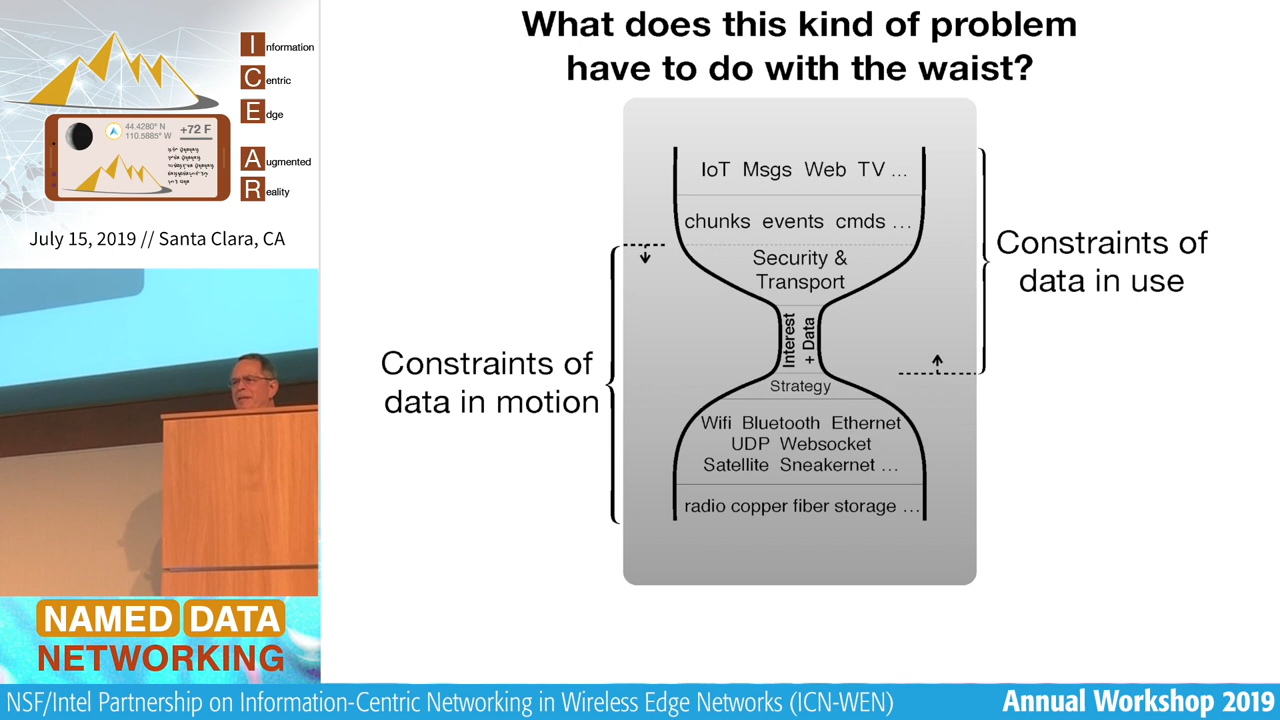 Information
Centric
Edge
Augmented
Reality
44.4280° N
110.5885° W
+72 F
July 15, 2019 // Santa Clara, CA
NAMED DATA
NETWORKING
What does this kind of problem
have to do with the waist?
IoT Msgs Web TV ...
chunks events cmds ...
Security &
Transport
Interest
+ Data
Strategy
Wifi Bluetooth Ethernet
UDP Websocket
Satellite Sneakernet ...
radio copper fiber storage ...
Constraints of
data in motion
Constraints of
data in use
NSF/Intel Partnership on Information-Centric Networking in Wireless Edge Networks (ICN-WEN)
Annual Workshop 2019